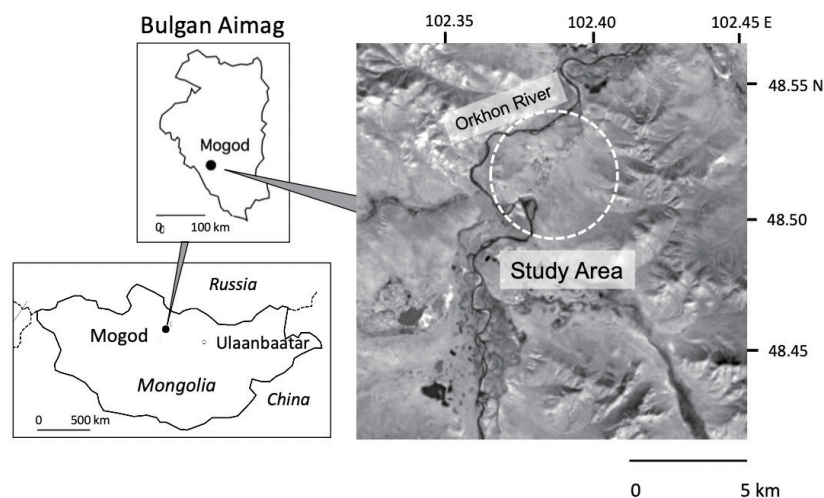 Bulgan Aimag
Mogod
0 100 km
Russia
Mogod
Ulaanbaatar
Mongolia
China
0 500 km
102.35 102.40 102.45 E
48.55 N
Orkhon River
48.50
Study Area
48.45
0 5 km